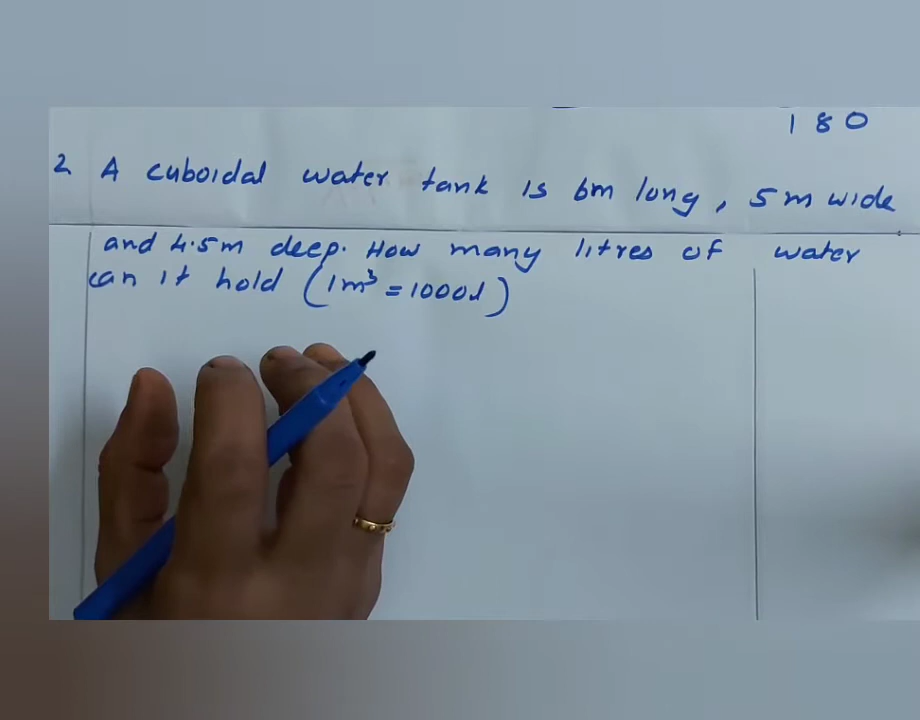 180
2 A cuboidal water tank is 6m long, 5m wide
and 4.5m deep. How many litres of water
can it hold (1m³ = 1000l)